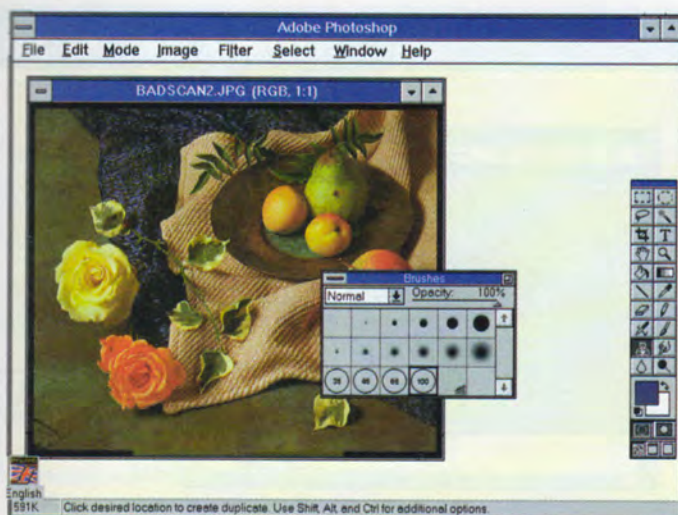 Adobe Photoshop
File Edit Mode Image Filter Select Window Help
BADSCAN2.JPG (RGB, 1:1)
Brushes
Normal Opacity: 100%
T
35 45 65 100
English
591K Click desired location to create duplicate. Use Shift, Alt, and Ctrl for additional options.